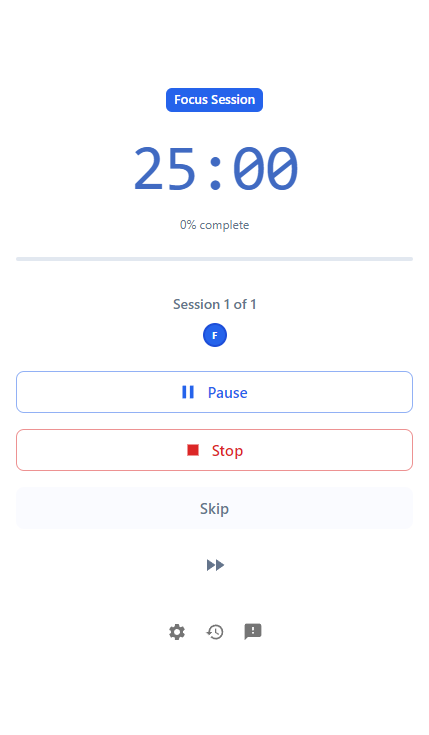 Focus Session
25:00
0% complete
Session 1 of 1
F
Pause
Stop
Skip